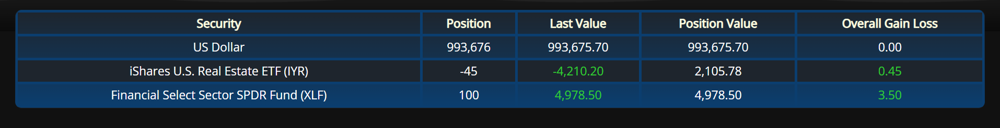 Security Position Last Value Position Value Overall Gain Loss
US Dollar 993,676 993,675.70 993,675.70 0.00
iShares U.S. Real Estate ETF (IYR) -45 -4,210.20 2,105.78 0.45
Financial Select Sector SPDR Fund (XLF) 100 4,978.50 4,978.50 3.50